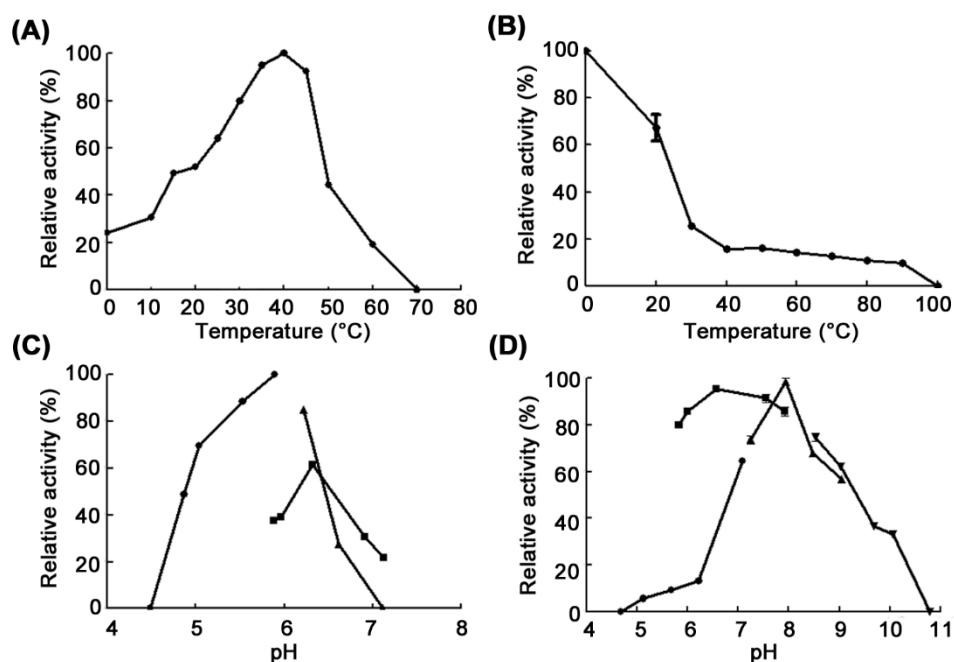 (A)
Relative activity (%)
100
80
60
40
20
0
0 10 20 30 40 50 60 70 80
Temperature (°C)
(B)
Relative activity (%)
100
80
60
40
20
0
0 20 40 60 80 100
Temperature (°C)
(C)
Relative activity (%)
100
80
60
40
20
0
4 5 6 7 8
pH
(D)
Relative activity (%)
100
80
60
40
20
0
4 5 6 7 8 9 10 11
pH